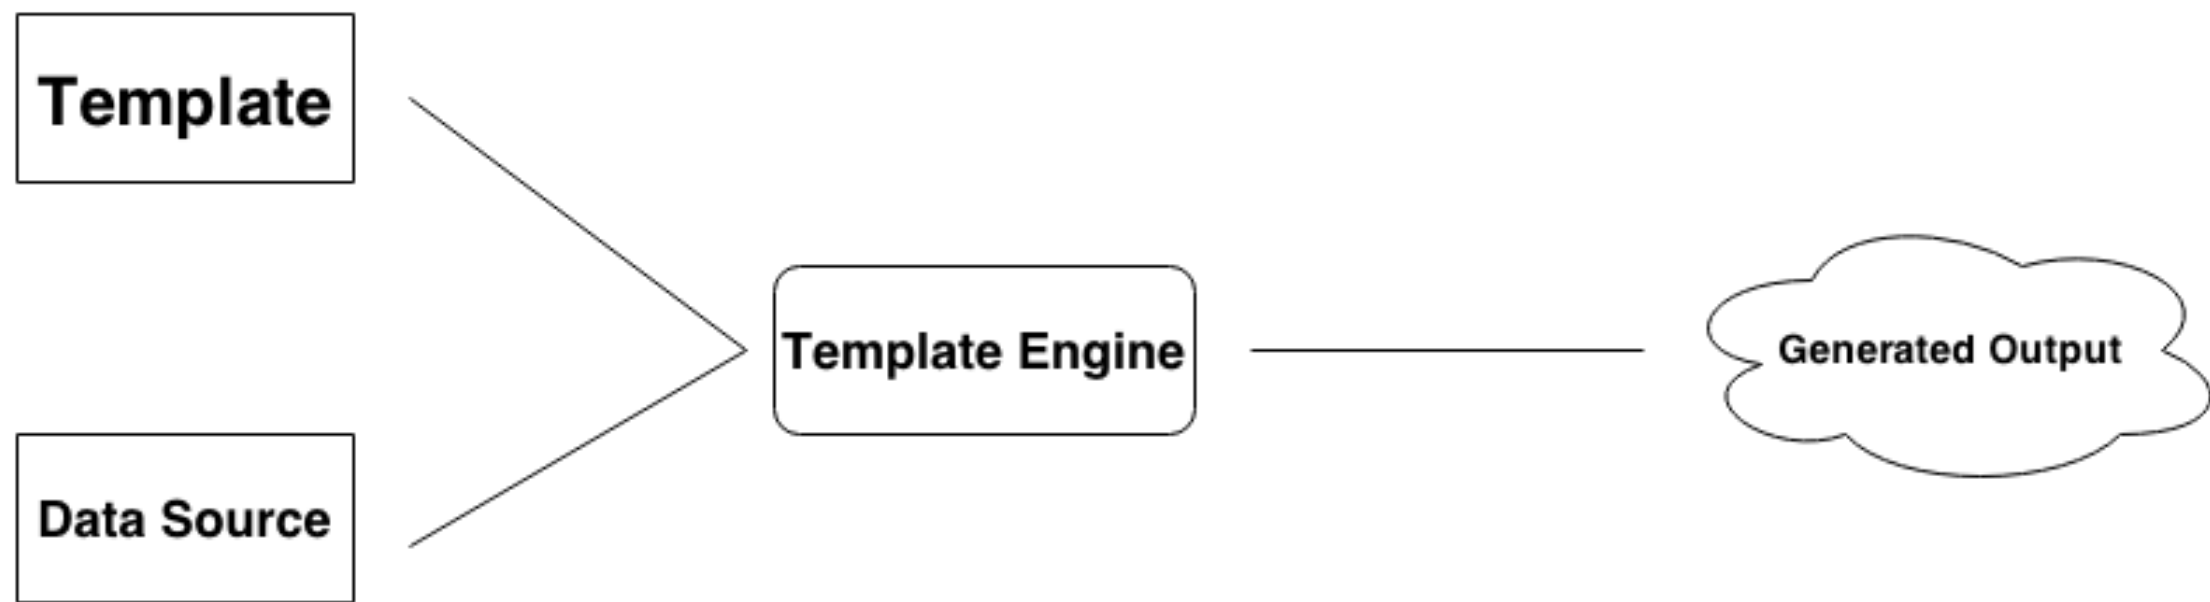 Template
Data Source
Template Engine
Generated Output